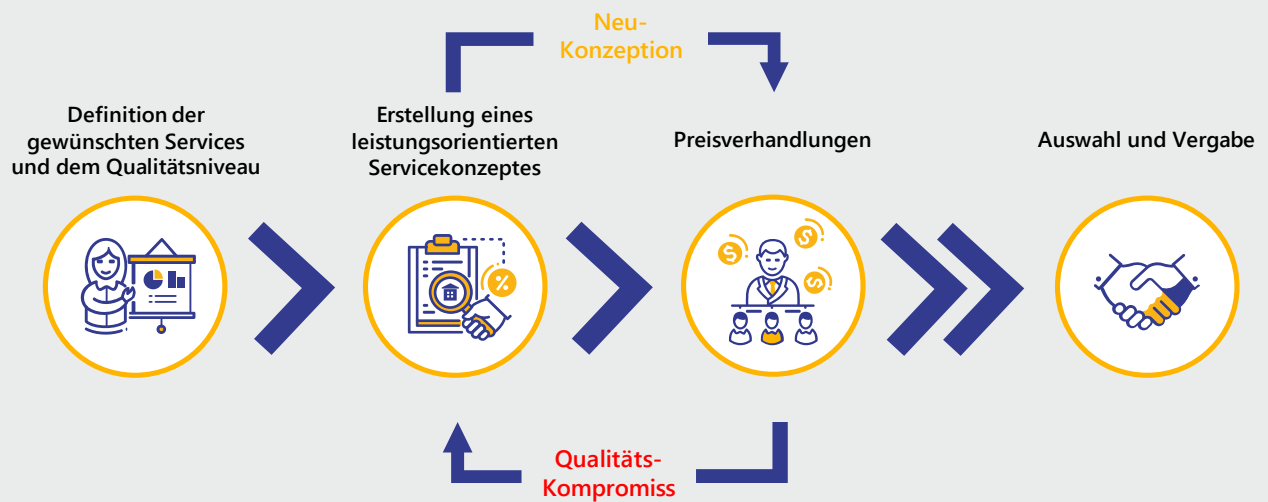 Neu-
Konzeption
Definition der
gewünschten Services
und dem Qualitätsniveau
Erstellung eines
leistungsorientierten
Servicekonzeptes
Preisverhandlungen
Auswahl und Vergabe
%
$
$
$
Qualitäts-
Kompromiss